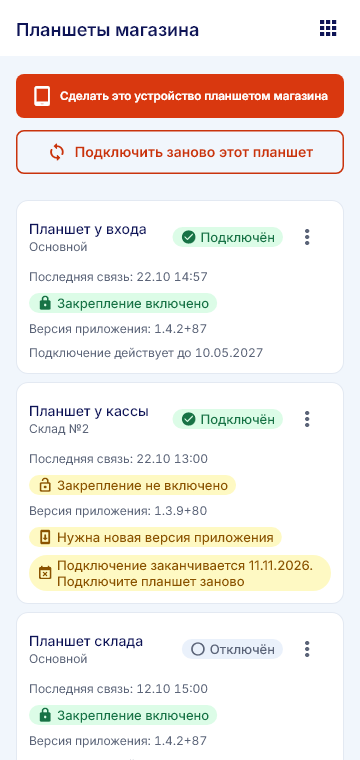 Планшеты магазина
Сделать это устройство планшетом магазина
Подключить заново этот планшет
Планшет у входа
Основной
Подключён
Последняя связь: 22.10 14:57
Закрепление включено
Версия приложения: 1.4.2+87
Подключение действует до 10.05.2027
Планшет у кассы
Склад №2
Подключён
Последняя связь: 22.10 13:00
Закрепление не включено
Версия приложения: 1.3.9+80
Нужна новая версия приложения
Подключение заканчивается 11.11.2026.
Подключите планшет заново
Планшет склада
Основной
Отключён
Последняя связь: 12.10 15:00
Закрепление включено
Версия приложения: 1.4.2+87